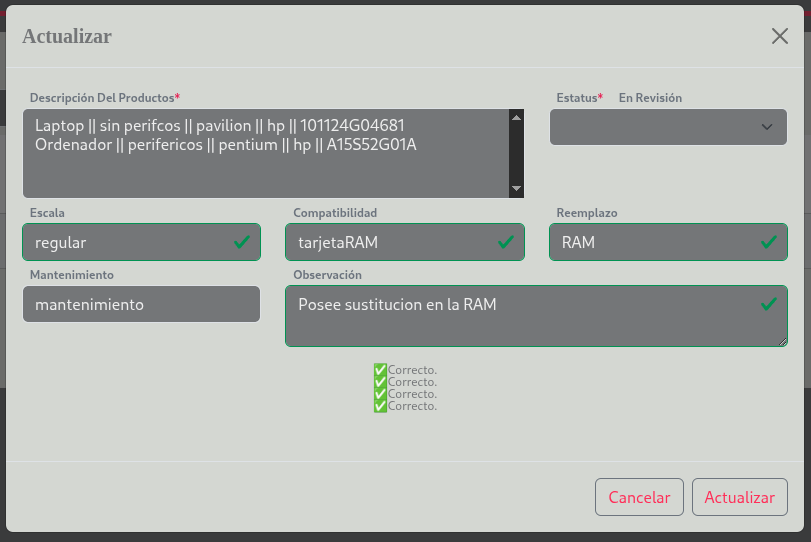 Actualizar
Descripción Del Productos*
Estatus* En Revisión
Laptop || sin perifcos || pavilion || hp || 101124G04681
Ordenador || perifericos || pentium || hp || A15S52G01A
Escala
Compatibilidad
Reemplazo
regular
tarjetaRAM
RAM
Mantenimiento
Observación
mantenimiento
Posee sustitucion en la RAM
✅Correcto.
✅Correcto.
✅Correcto.
✅Correcto.
Cancelar
Actualizar